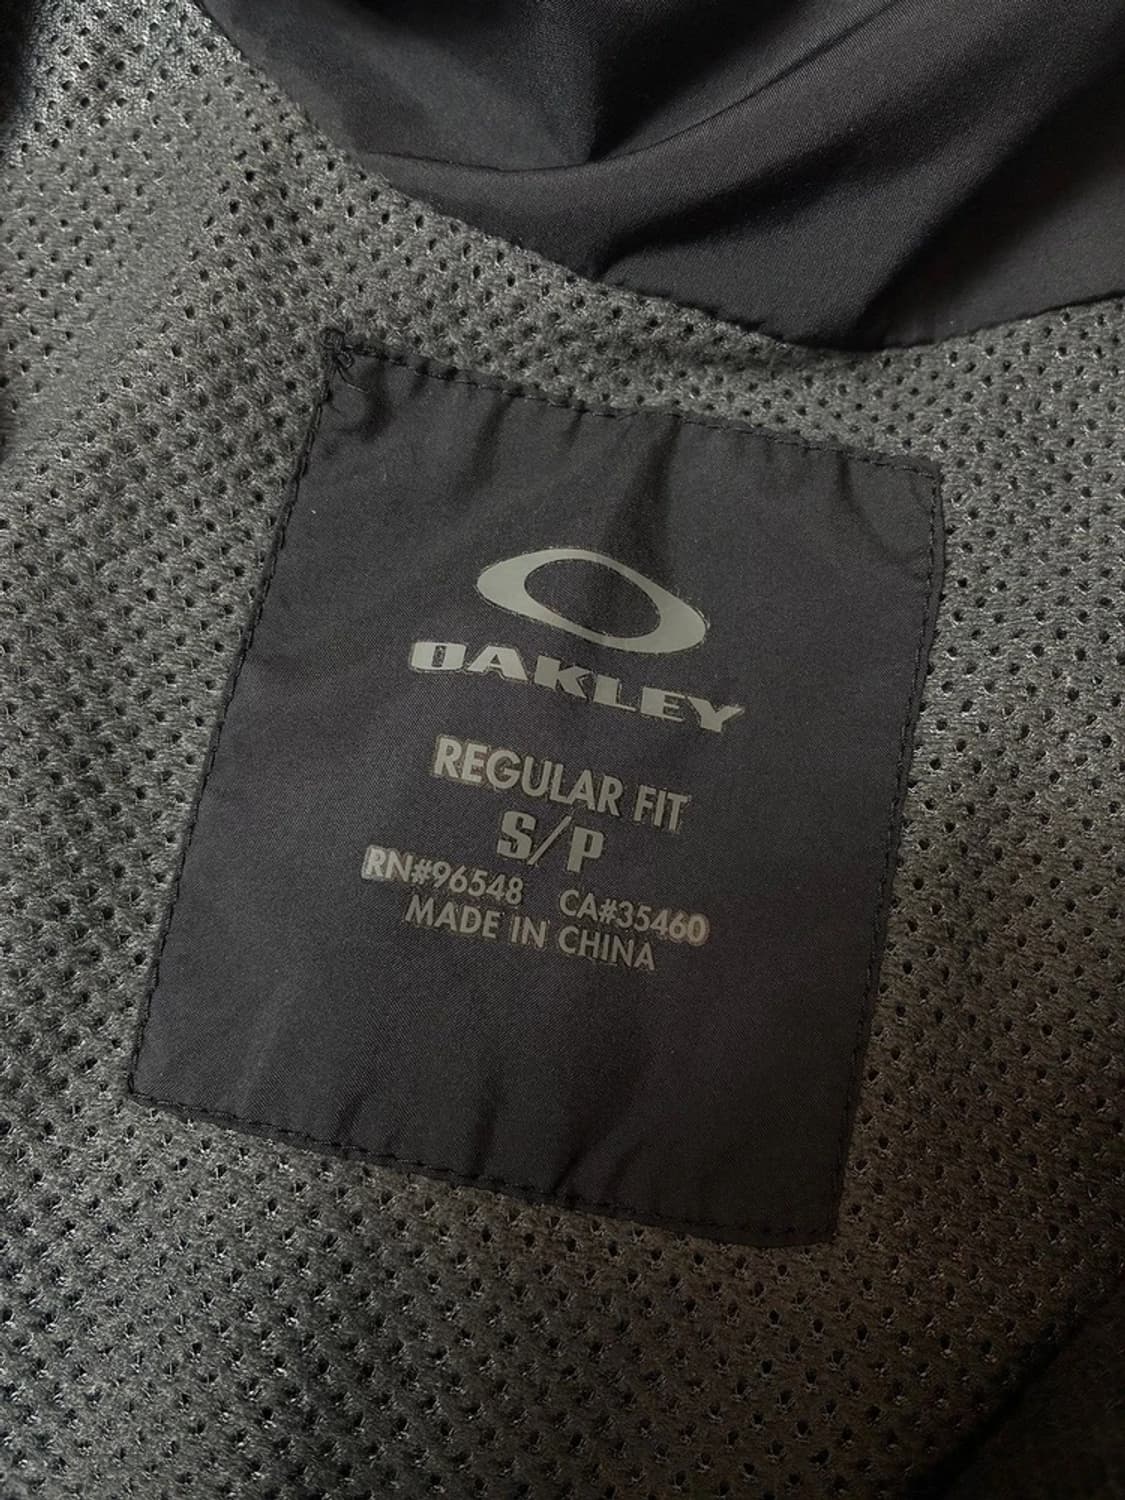 OAKLEY
REGULAR FIT
S/P
RN#96548 CA#35460
MADE IN CHINA